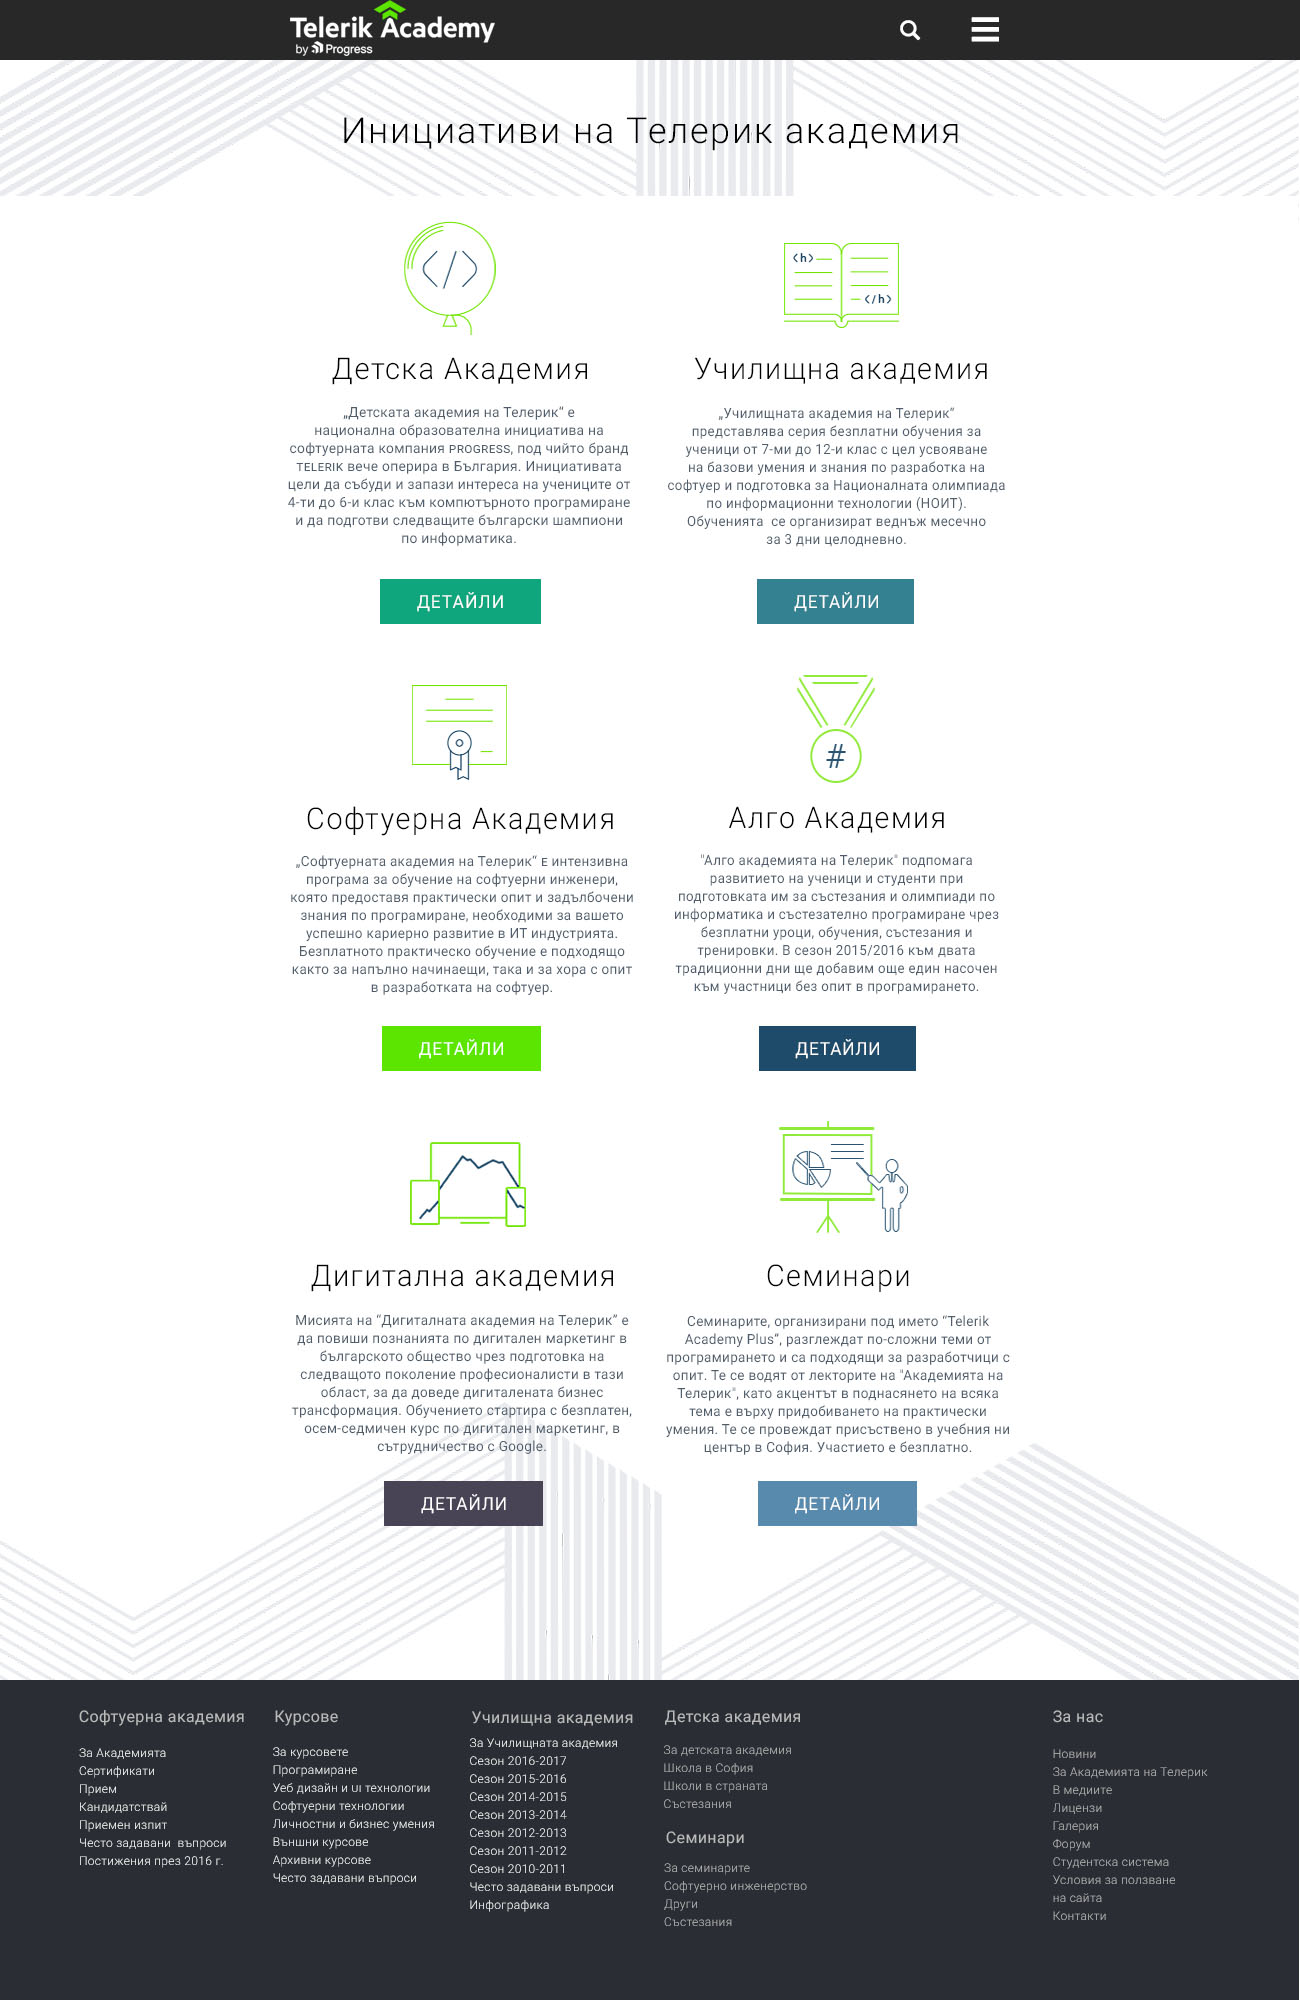 Telerik Academy
by Progress
Инициативи на Телерик академия
</>
Детска Академия
„Детската академия на Телерик“ е
национална образователна инициатива на
софтуерната компания PROGRESS, под чийто бранд
TELERIK вече оперира в България. Инициативата
цели да събуди и запази интереса на учениците от
4-ти до 6-и клас към компютърното програмиране
и да подготви следващите български шампиони
по информатика.
ДЕТАЙЛИ
<h>
</h>
Училищна академия
„Училищната академия на Телерик”
представлява серия безплатни обучения за
ученици от 7-ми до 12-и клас с цел усвояване
на базови умения и знания по разработка на
софтуер и подготовка за Националната олимпиада
по информационни технологии (НОИТ).
Обученията  се организират веднъж месечно
за 3 дни целодневно.
ДЕТАЙЛИ
Софтуерна Академия
„Софтуерната академия на Телерик“ Е интензивна
програма за обучение на софтуерни инженери,
която предоставя практически опит и задълбочени
знания по програмиране, необходими за вашето
успешно кариерно развитие в ИТ индустрията.
Безплатното практическо обучение е подходящо
както за напълно начинаещи, така и за хора с опит
в разработката на софтуер.
ДЕТАЙЛИ
#
Алго Академия
"Алго академията на Телерик" подпомага
развитието на ученици и студенти при
подготовката им за състезания и олимпиади по
информатика и състезателно програмиране чрез
безплатни уроци, обучения, състезания и
тренировки. В сезон 2015/2016 към двата
традиционни дни ще добавим още един насочен
към участници без опит в програмирането.
ДЕТАЙЛИ
Дигитална академия
Мисията на “Дигиталната академия на Телерик” е
да повиши познанията по дигитален маркетинг в
българското общество чрез подготовка на
следващото поколение професионалисти в тази
област, за да доведе дигиталената бизнес
трансформация. Обучението стартира с безплатен,
осем-седмичен курс по дигитален маркетинг, в
сътрудничество с Google.
ДЕТАЙЛИ
Семинари
Семинарите, организирани под името “Telerik
Academy Plus“, разглеждат по-сложни теми от
програмирането и са подходящи за разработчици с
опит. Те се водят от лекторите на "Академията на
Телерик", като акцентът в поднасянето на всяка
тема е върху придобиването на практически
умения. Те се провеждат присъствено в учебния ни
център в София. Участието е безплатно.
ДЕТАЙЛИ
Софтуерна академия
За Академията
Сертификати
Прием
Кандидатствай
Приемен изпит
Често задавани  въпроси
Постижения през 2016 г.
Курсове
За курсовете
Програмиране
Уеб дизайн и UI технологии
Софтуерни технологии
Личностни и бизнес умения
Външни курсове
Архивни курсове
Често задавани въпроси
Училищна академия
За Училищната академия
Сезон 2016-2017
Сезон 2015-2016
Сезон 2014-2015
Сезон 2013-2014
Сезон 2012-2013
Сезон 2011-2012
Сезон 2010-2011
Често задавани въпроси
Инфографика
Детска академия
За детската академия
Школа в София
Школи в страната
Състезания
Семинари
За семинарите
Софтуерно инженерство
Други
Състезания
За нас
Новини
За Академията на Телерик
В медиите
Лицензи
Галерия
Форум
Студентска система
Условия за ползване
на сайта
Контакти